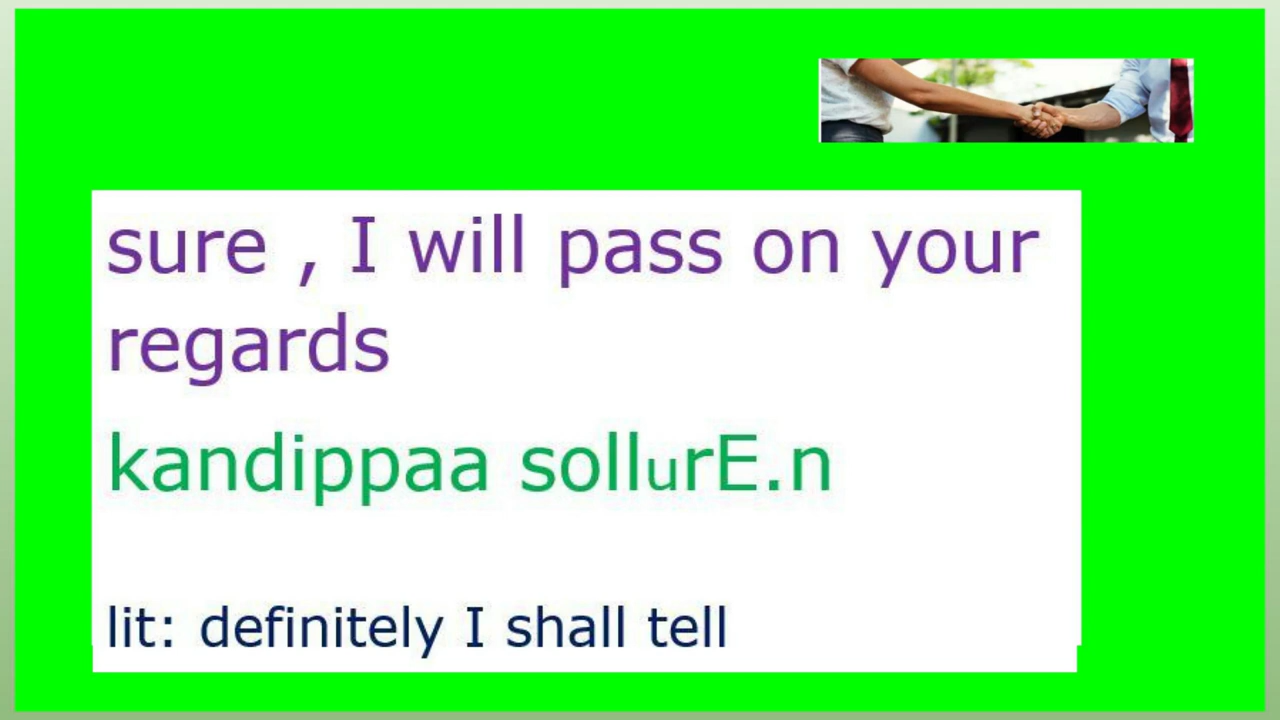 sure , I will pass on your
regards
kandippaa sollurE.n
lit: definitely I shall tell